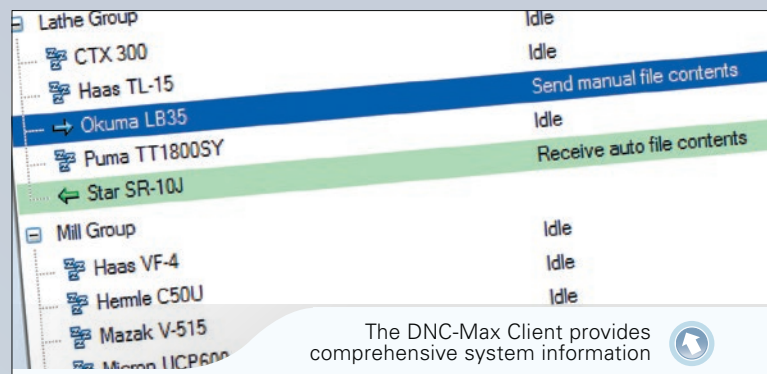 Lathe Group Idle
CTX 300 Idle
Haas TL-15
Okuma LB35 Send manual file contents
Puma TT1800SY Idle
Star SR-10J Receive auto file contents
Mill Group Idle
Haas VF-4 Idle
Hermle C50U Idle
Mazak V-515
Micron UCP600
The DNC-Max Client provides
comprehensive system information